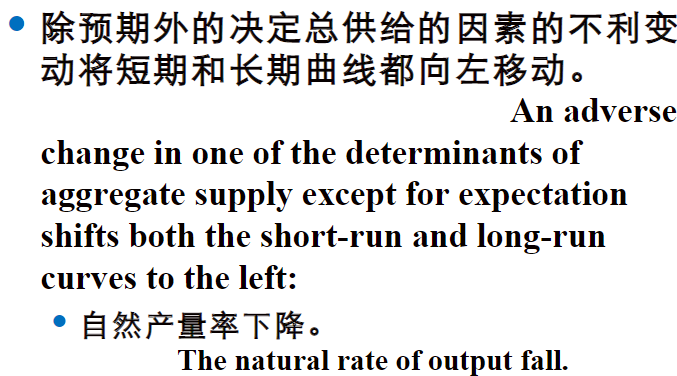 除预期外的决定总供给的因素的不利变
动将短期和长期曲线都向左移动。
An adverse
change in one of the determinants of
aggregate supply except for expectation
shifts both the short-run and long-run
curves to the left:
自然产量率下降。
The natural rate of output fall.